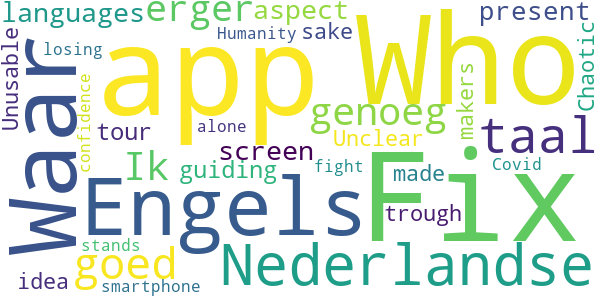 languages erger aspect present
losing Humanity sake
Unusable app Who Chaotic
Waar confidence genoeg makers
tour alone Unclear taal
Ik screen
guiding fight made Covid
Engels Fix
trough
stands goed Nederlandse
idea smartphone